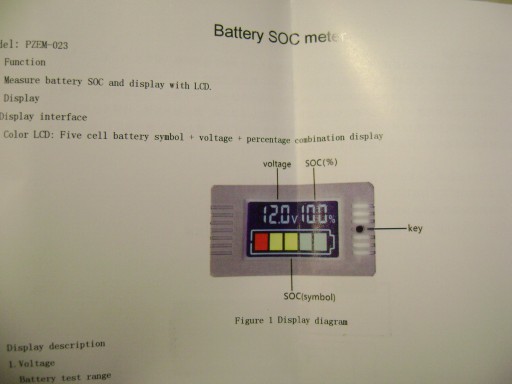 Battery SOC meter
del: PZEM-023
Function
Measure battery SOC and display with LCD.
Display
Display interface
Color LCD: Five cell battery symbol + voltage + percentage combination display
voltage SOC(%)
12.0V 100%
key
SOC(symbol)
Figure 1 Display diagram
Display description
1.Voltage
Battery test range